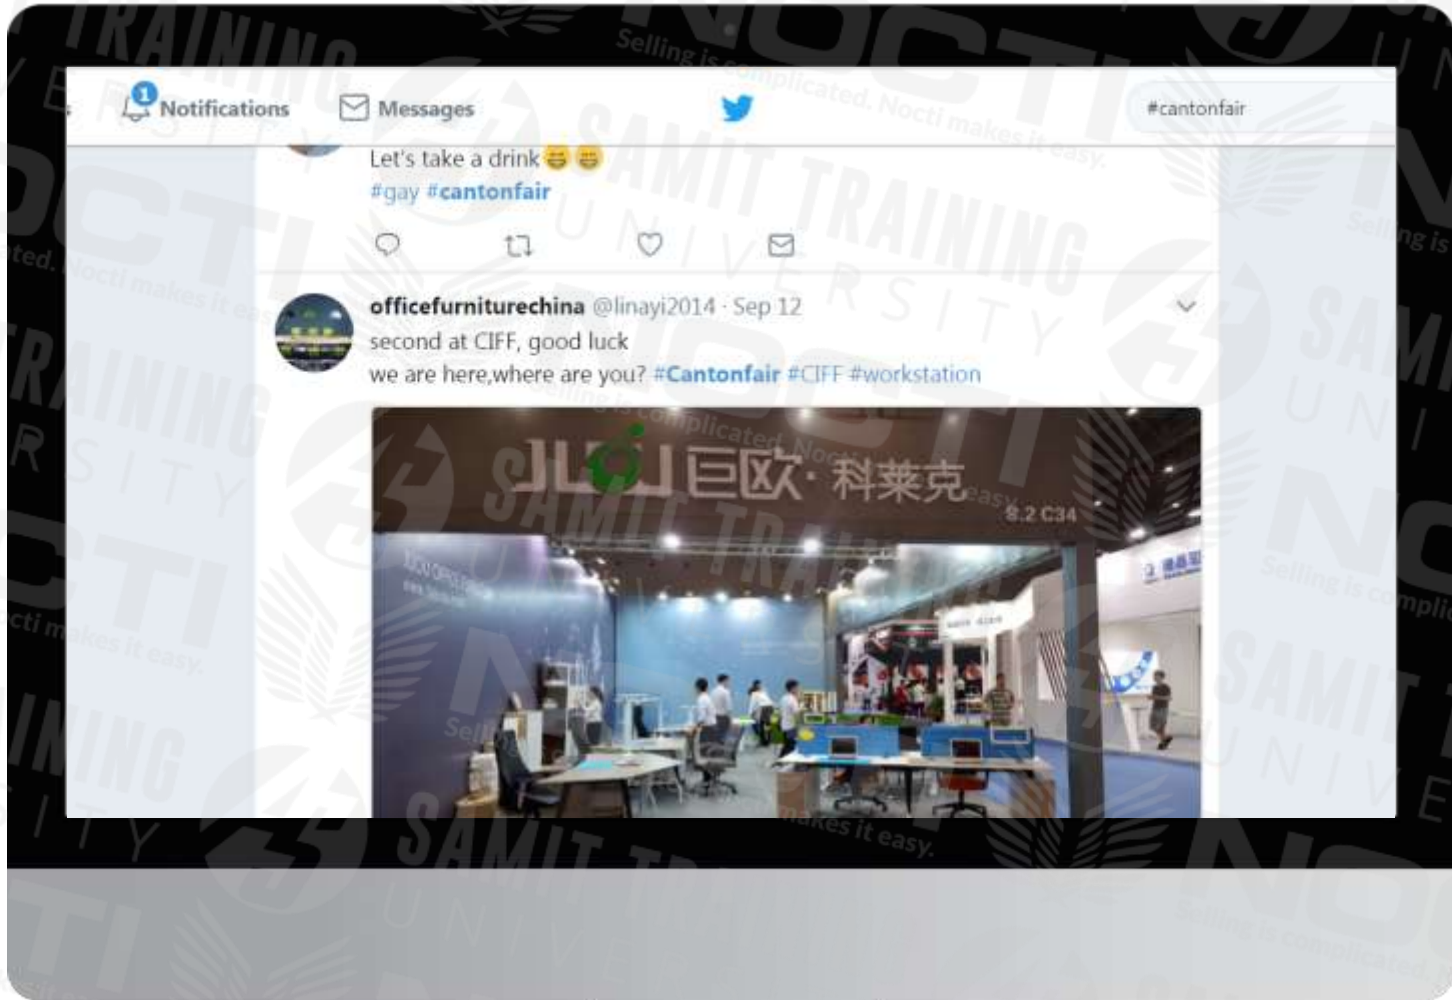 1
Notifications
Messages
#cantonfair
Let's take a drink
#gay #cantonfair
officefurniturechina @linayi2014 · Sep 12
second at CIFF, good luck
we are here,where are you? #Cantonfair #CIFF #workstation
JUOU 巨欧·科莱克
8.2 C34
NOCTI
Selling is complicated. Nocti makes it easy.
SAMIT TRAINING
UNIVERSITY